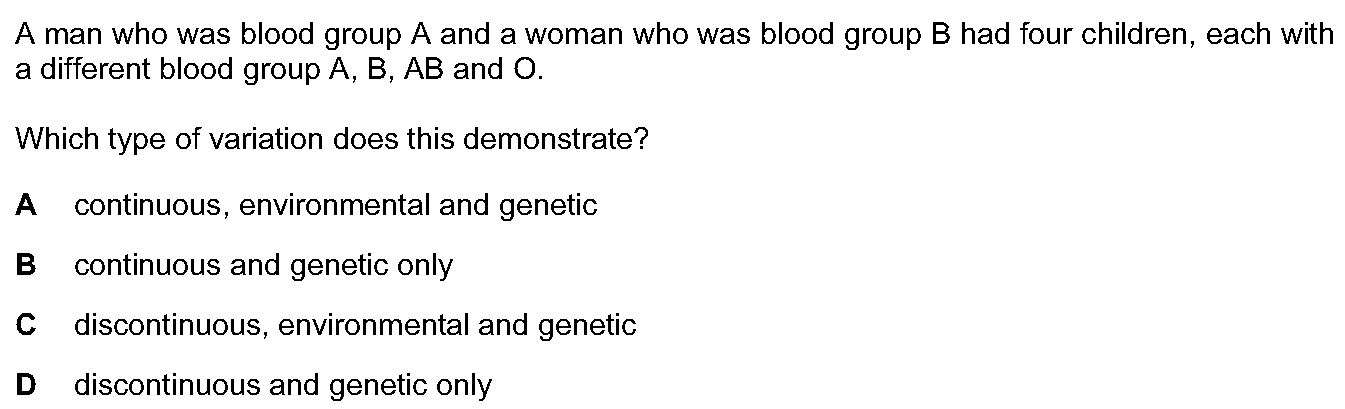 A man who was blood group A and a woman who was blood group B had four children, each with
a different blood group A, B, AB and O.
Which type of variation does this demonstrate?
A continuous, environmental and genetic
B continuous and genetic only
C discontinuous, environmental and genetic
D discontinuous and genetic only